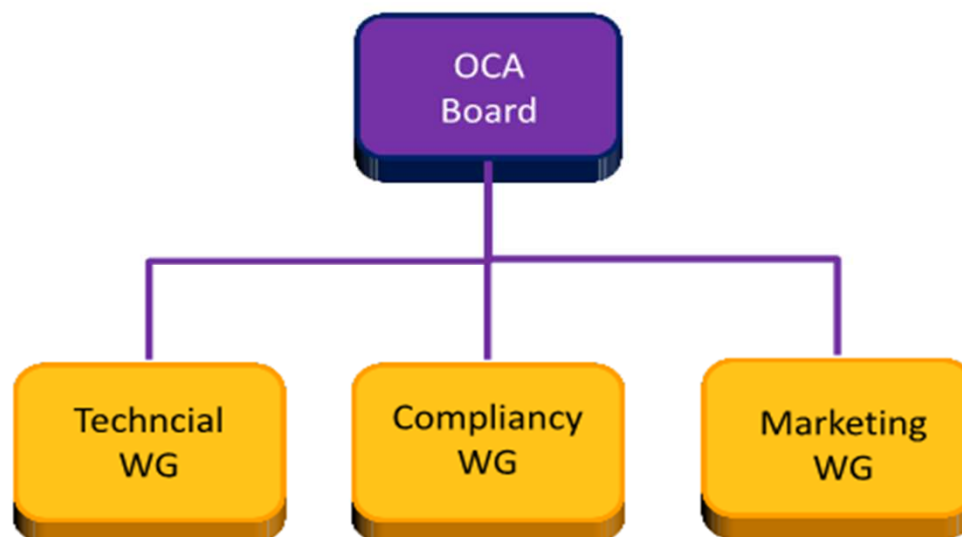 OCA
Board
Techncial
WG
Compliancy
WG
Marketing
WG